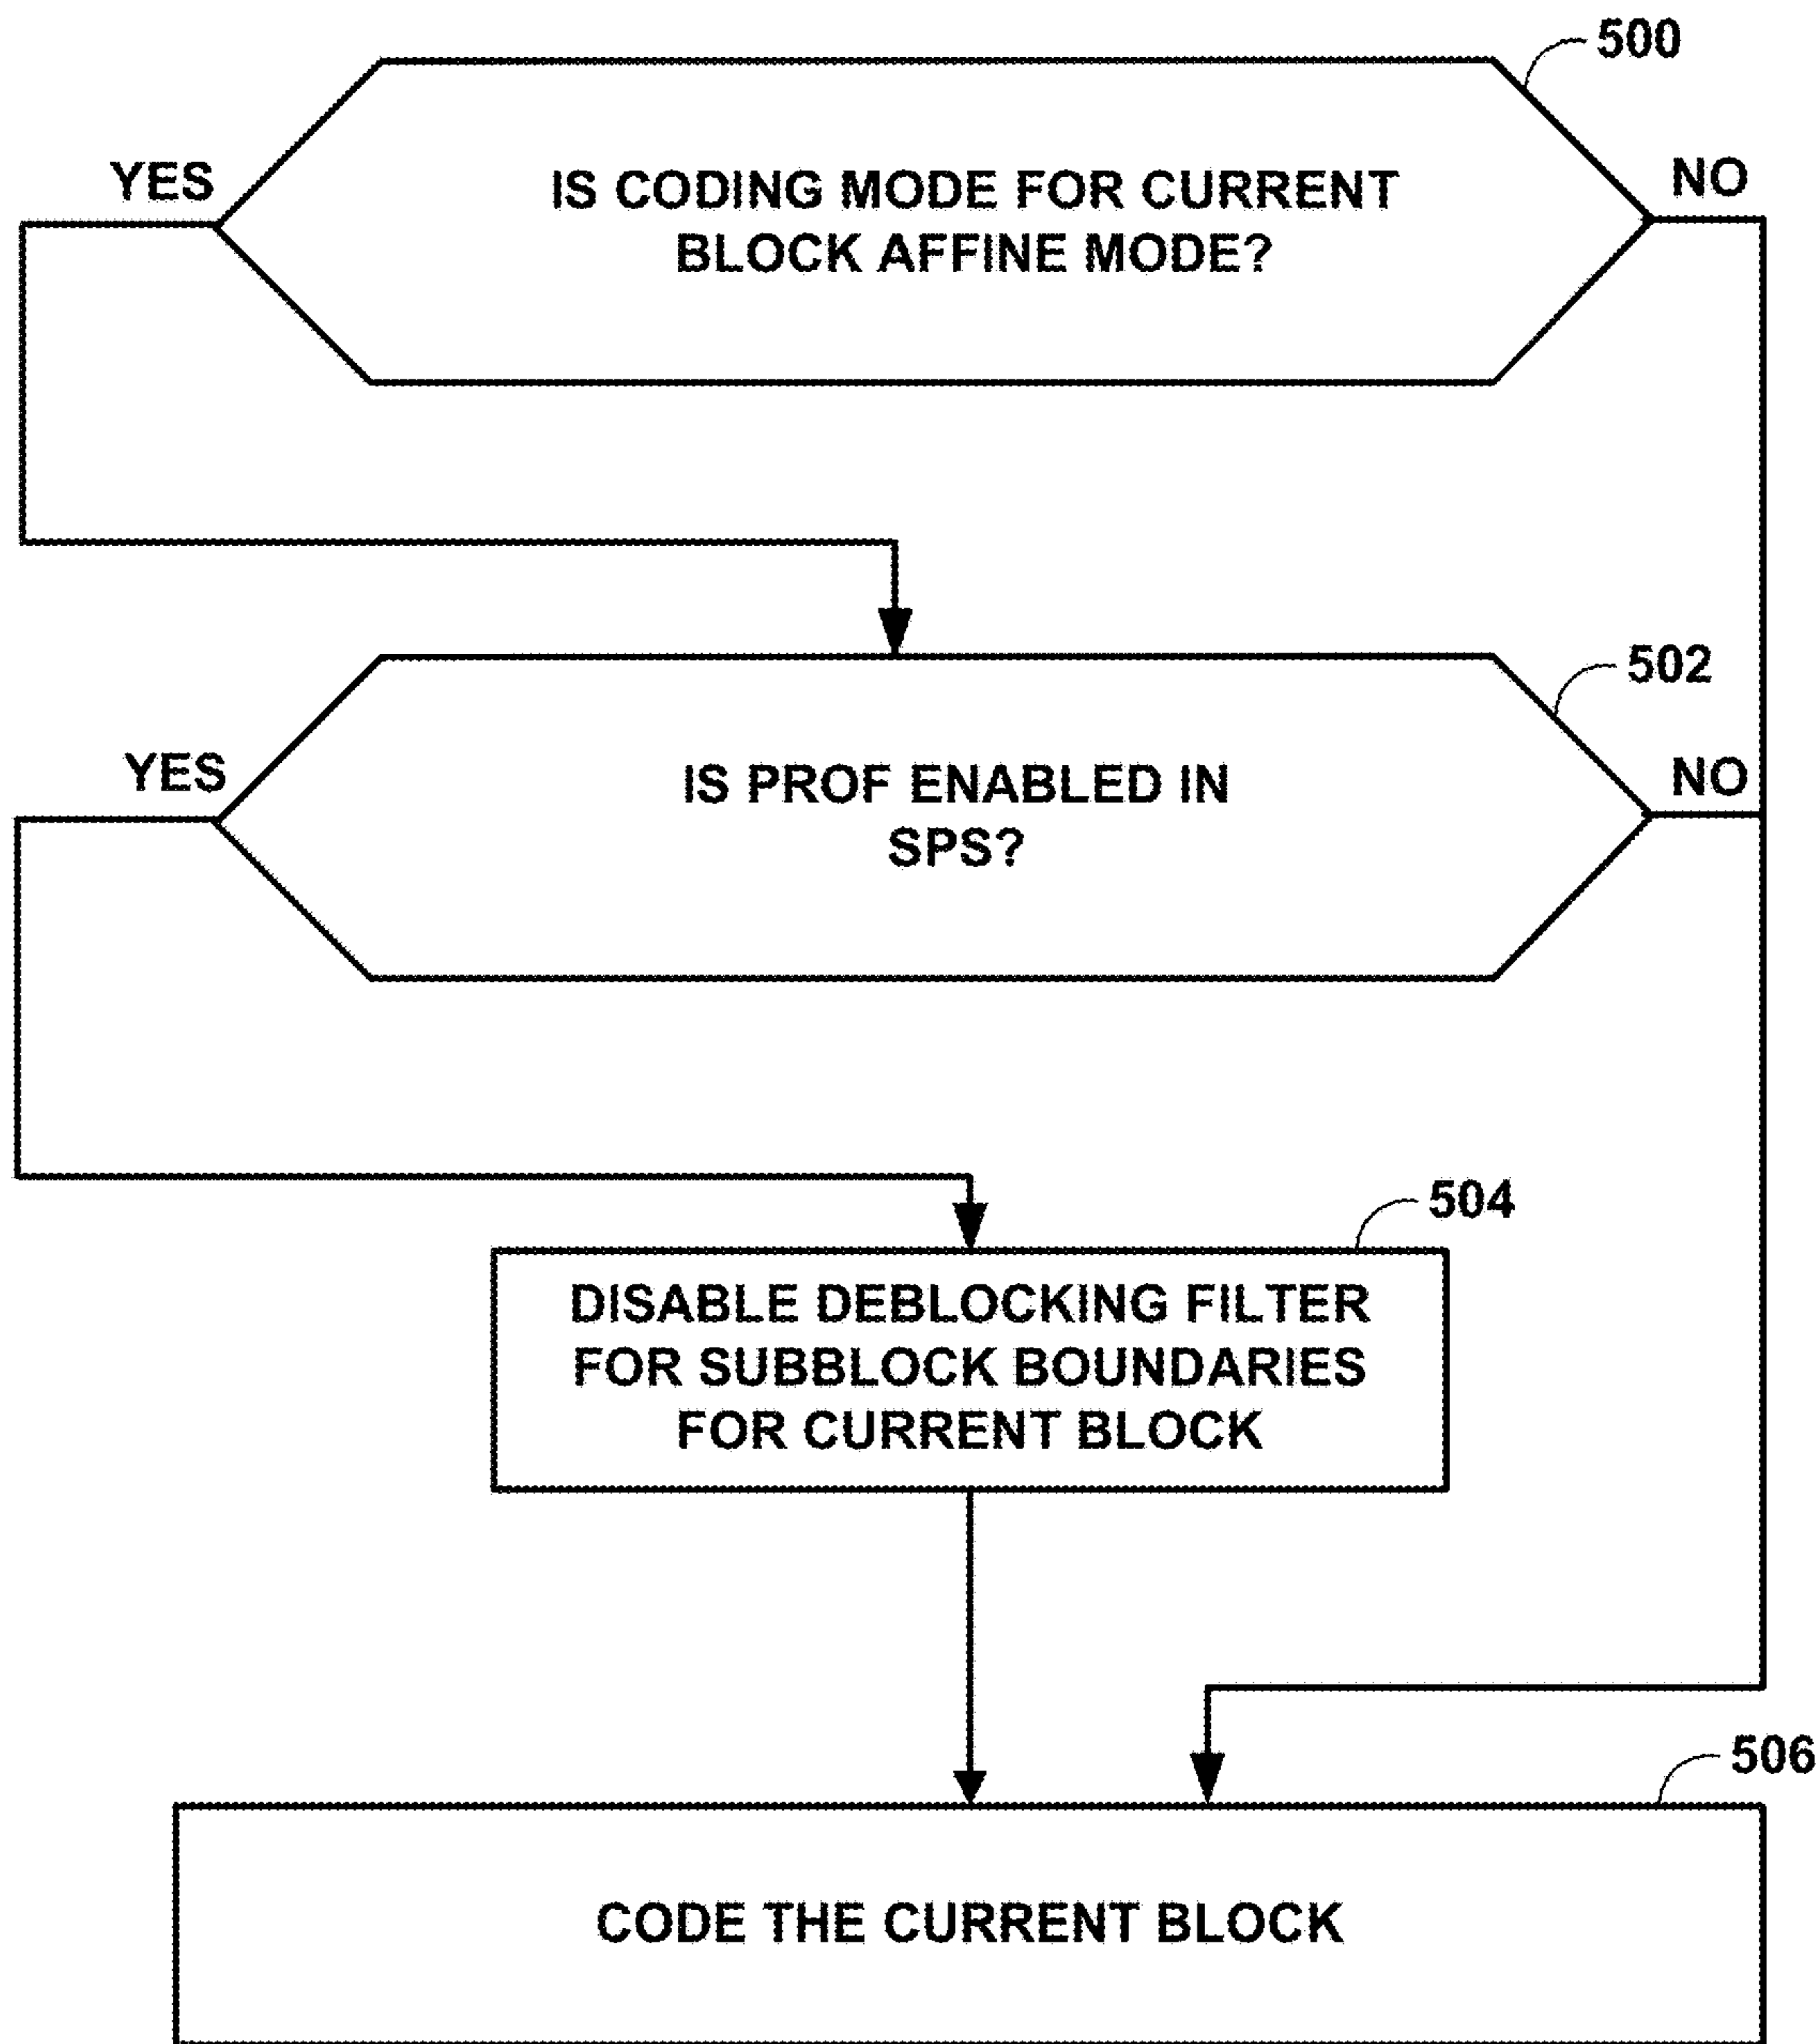 500
YES
IS CODING MODE FOR CURRENT
BLOCK AFFINE MODE?
NO
502
YES
IS PROF ENABLED IN
SPS?
NO
504
DISABLE DEBLOCKING FILTER
FOR SUBBLOCK BOUNDARIES
FOR CURRENT BLOCK
506
CODE THE CURRENT BLOCK